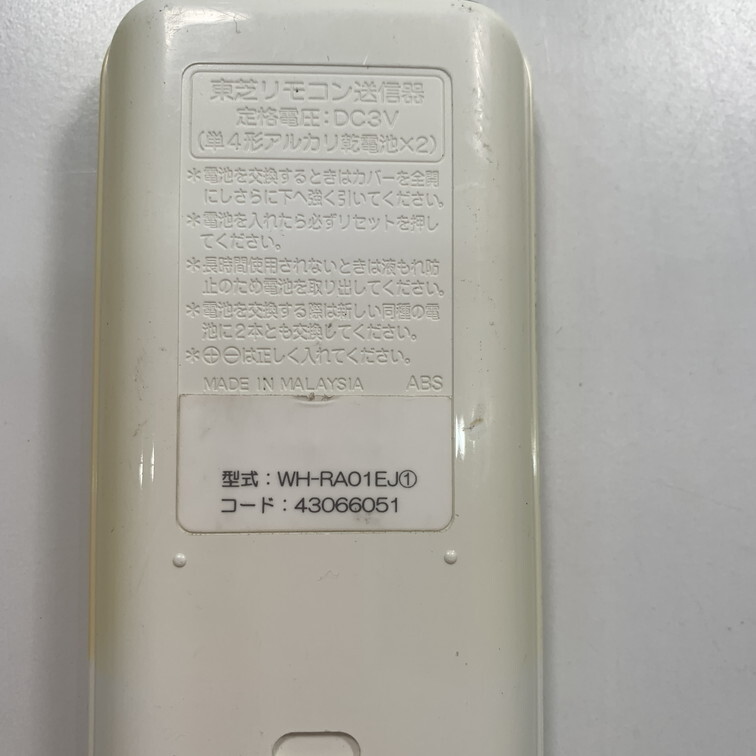 東芝リモコン送信器
定格電圧:DC3V
(単4形アルカリ乾電池×2)
＊電池を交換するときはカバーを全開
にしさらに下へ強く引いてください。
＊電池を入れたら必ずリセットを押し
てください。
＊長時間使用されないときは液もれ防
止のため電池を取り出してください。
＊電池を交換する際は新しい同種の電
池に2本とも交換してください。
＊⊕⊖は正しく入れてください。
MADE IN MALAYSIA ABS
型式：WH-RA01EJ①
コード：43066051